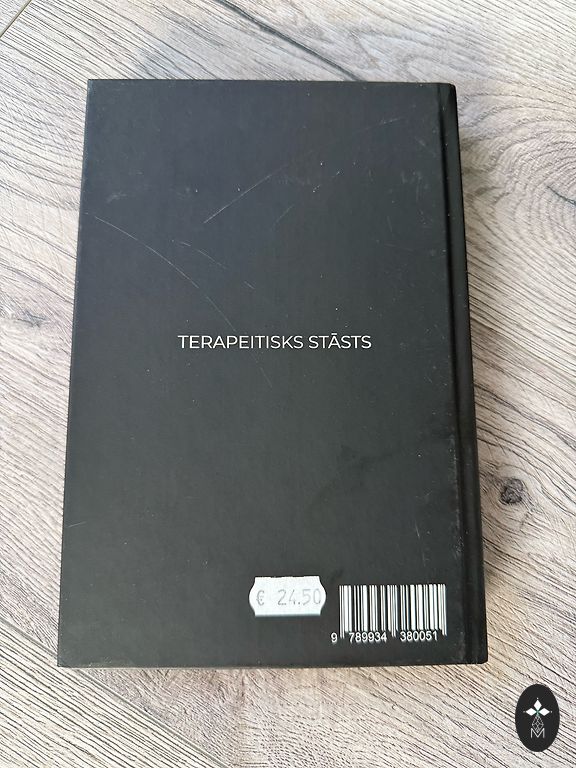 TERAPEITISKS STĀSTS
€ 24.50
9 789934 380051
M